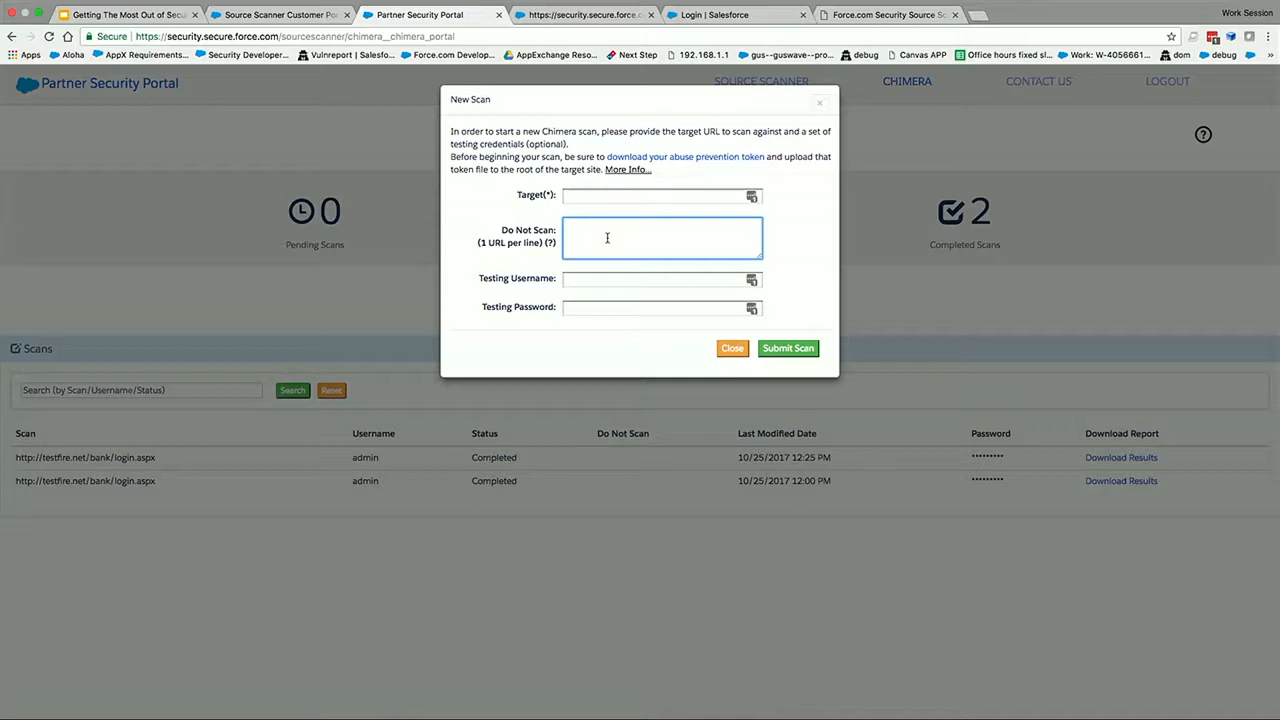 Getting The Most Out of Secu
Source Scanner Customer Po
Partner Security Portal
https://security.secure.force.c
Login | Salesforce
Force.com Security Source Sc
Work Session
Secure
https://security.secure.force.com/sourcescanner/chimera__chimera_portal
Apps
Aloha
AppX Requirements...
Security Developer...
Vulnreport | Salesfo...
Force.com Develop...
AppExchange Reso...
Next Step
192.168.1.1
gus--guswave--pro...
debug
Canvas APP
Office hours fixed sl...
Work: W-4056661...
dom
debug
»
Partner Security Portal
SOURCE SCANNER
CHIMERA
CONTACT US
LOGOUT
New Scan
×
In order to start a new Chimera scan, please provide the target URL to scan against and a set of
testing credentials (optional).
Before beginning your scan, be sure to download your abuse prevention token and upload that
token file to the root of the target site. More Info...
Target(*):
Do Not Scan:
(1 URL per line) (?)
Testing Username:
Testing Password:
Close
Submit Scan
?
0
Pending Scans
2
Completed Scans
Scans
Search (by Scan/Username/Status)
Search
Reset
Scan Username Status Do Not Scan Last Modified Date Password Download Report
http://testfire.net/bank/login.aspx admin Completed 10/25/2017 12:25 PM ••••••••• Download Results
http://testfire.net/bank/login.aspx admin Completed 10/25/2017 12:00 PM ••••••••• Download Results